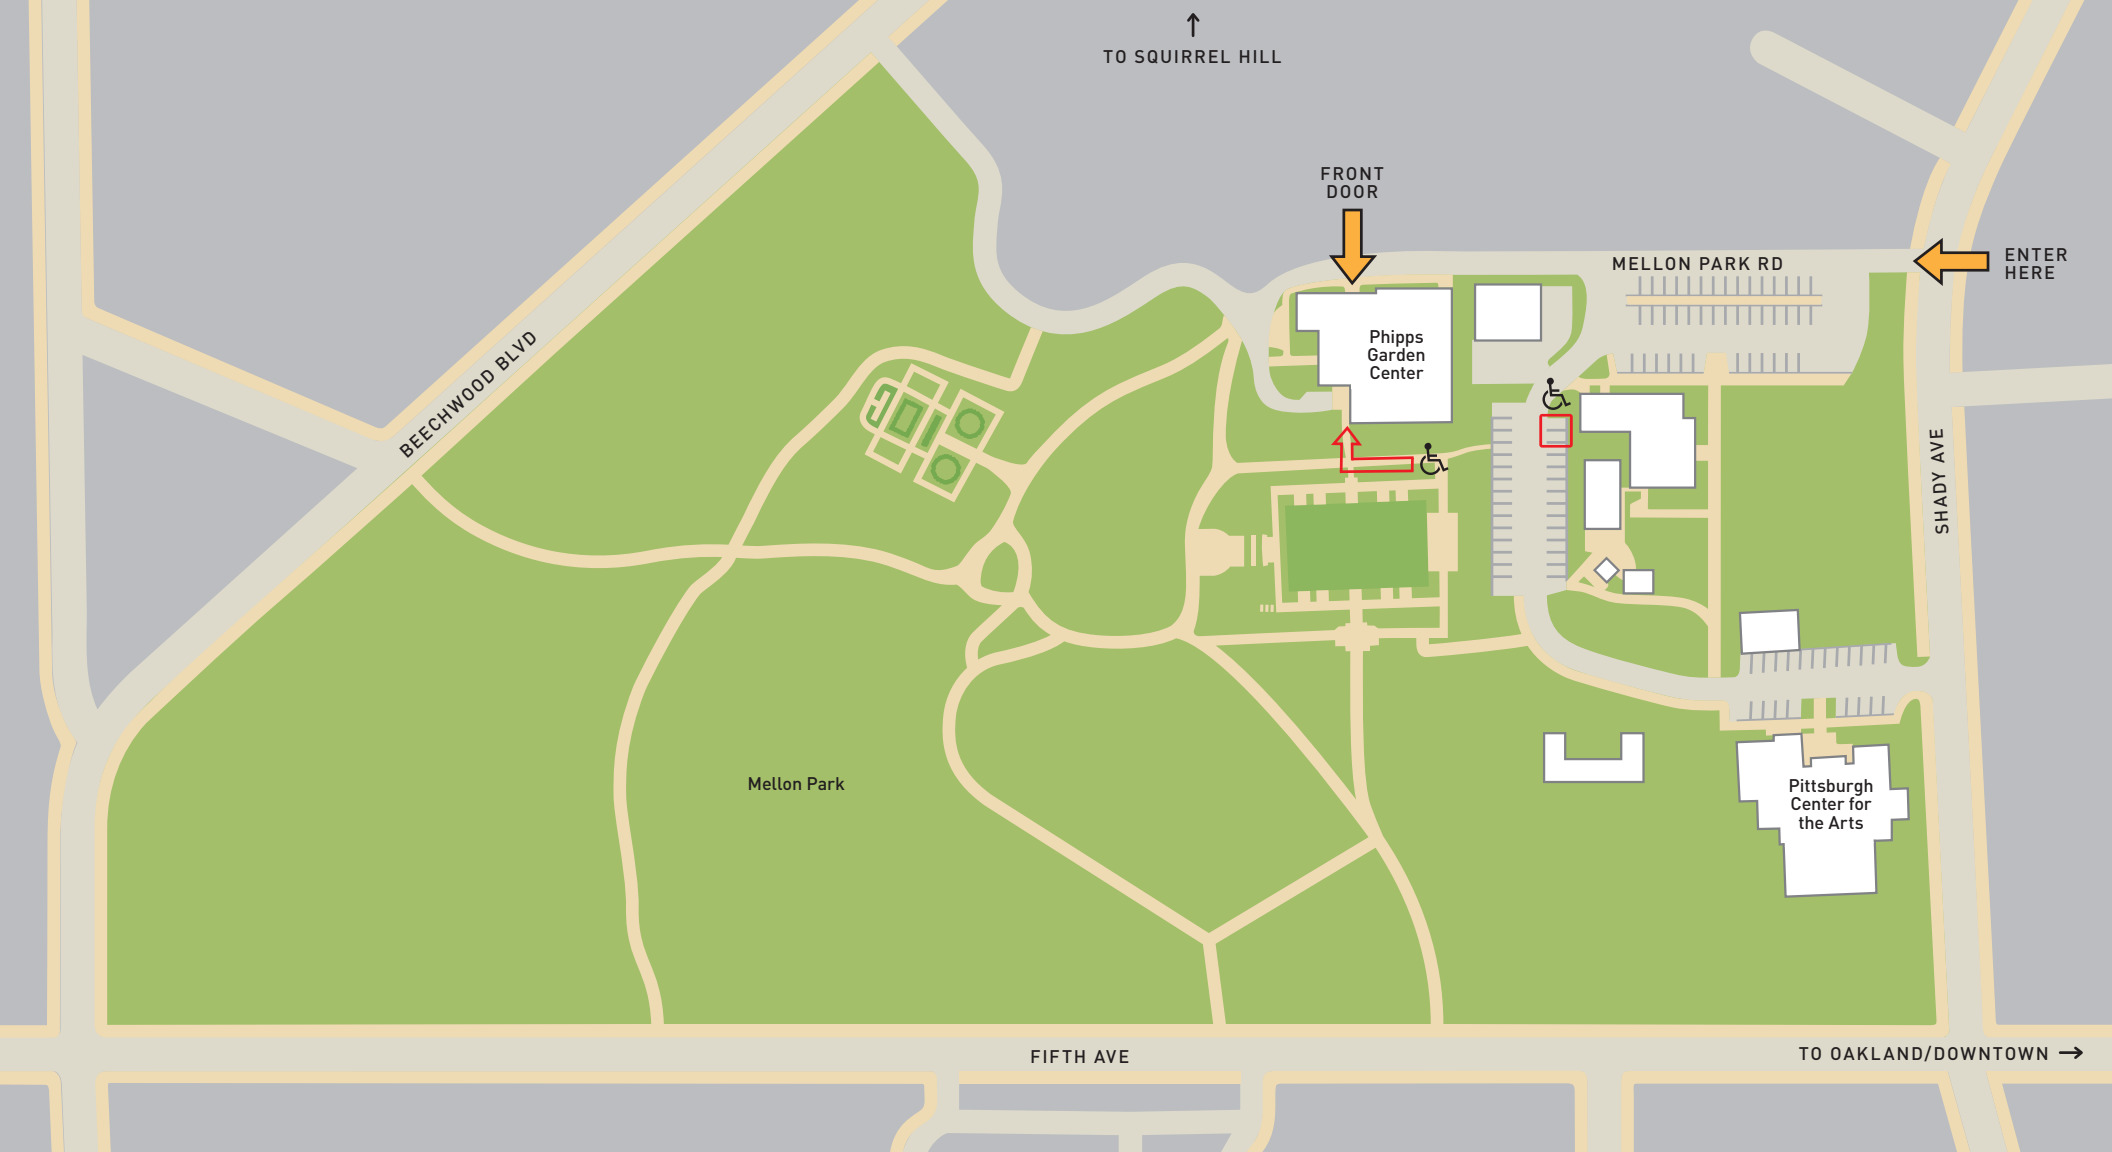 TO SQUIRREL HILL
FRONT
DOOR
MELLON PARK RD
ENTER
HERE
Phipps
Garden
Center
BEECHWOOD BLVD
SHADY AVE
Mellon Park
Pittsburgh
Center for
the Arts
FIFTH AVE
TO OAKLAND/DOWNTOWN